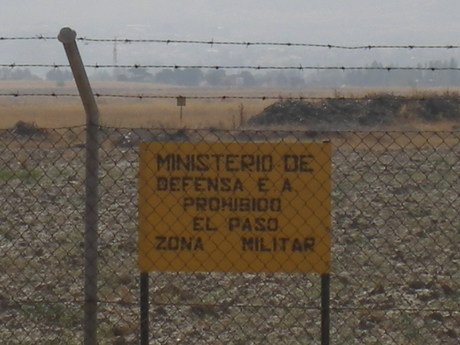 MINISTERIO DE
DEFENSA E A
PROHIBIDO
EL PASO
ZONA MILITAR